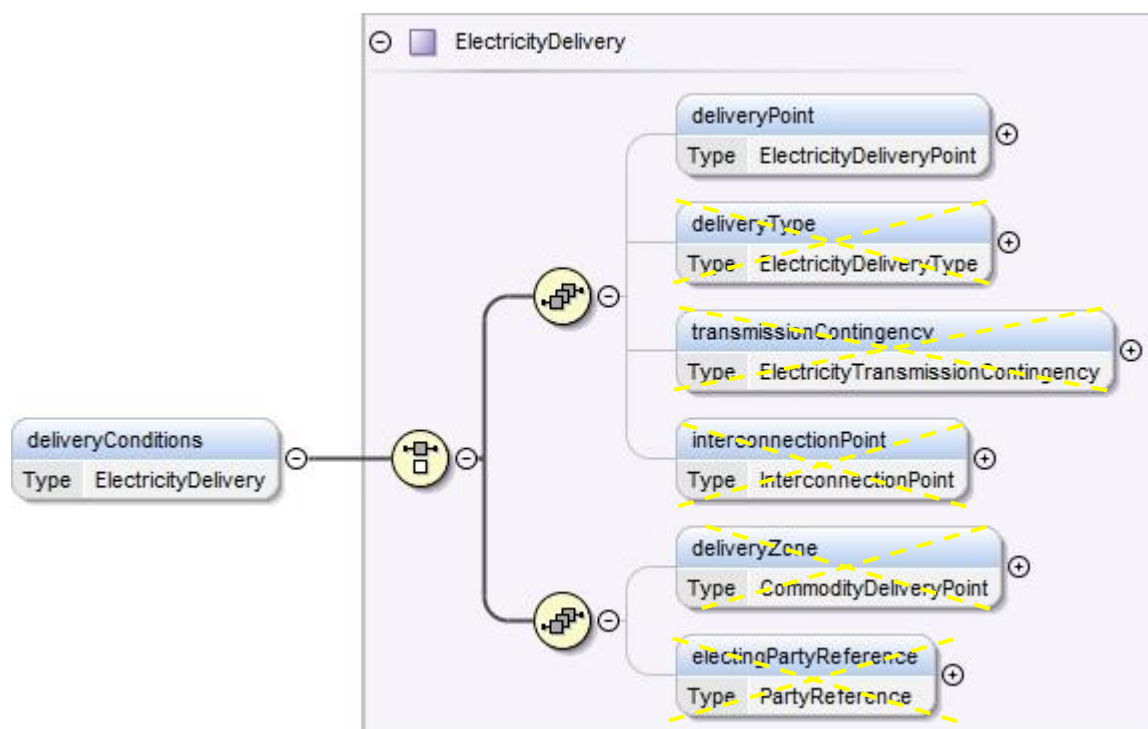 ElectricityDelivery
deliveryPoint
Type ElectricityDeliveryPoint
deliveryType
Type ElectricityDeliveryType
transmissionContingency
Type ElectricityTransmissionContingency
deliveryConditions
Type ElectricityDelivery
interconnectionPoint
Type InterconnectionPoint
deliveryZone
Type CommodityDeliveryPoint
electingPartyReference
Type PartyReference